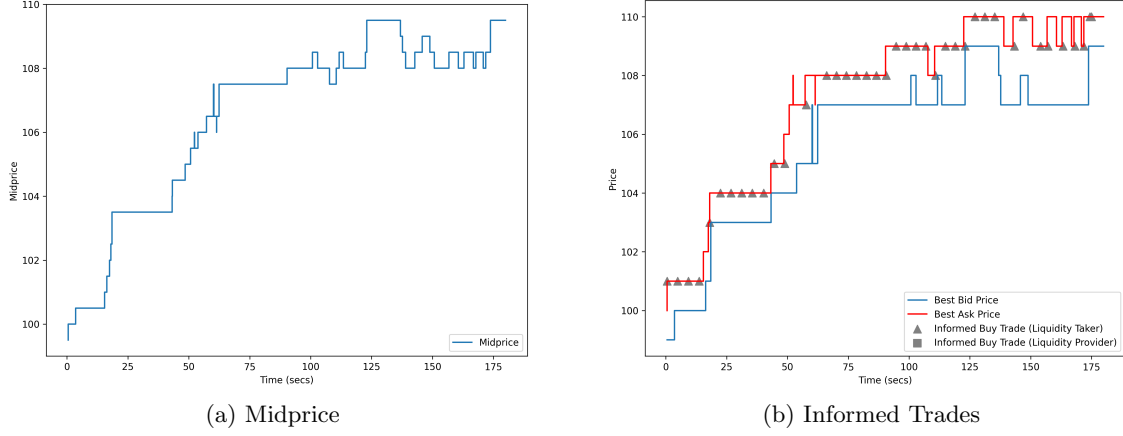 110
108
106
104
102
100
Midprice
0
25
50
75
100
125
150
175
Time (secs)
Midprice
(a) Midprice
110
108
106
104
102
100
Price
0
25
50
75
100
125
150
175
Time (secs)
Best Bid Price
Best Ask Price
Informed Buy Trade (Liquidity Taker)
Informed Buy Trade (Liquidity Provider)
(b) Informed Trades